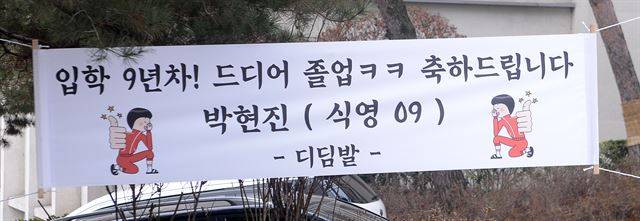 입학 9년차! 드디어 졸업ㅋㅋ 축하드립니다
박현진 ( 식영 09 )
- 디딤발 -